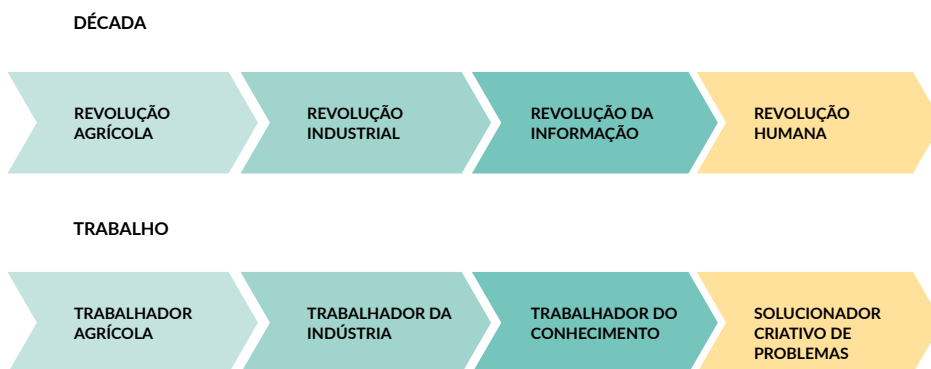 DÉCADA
REVOLUÇÃO
AGRÍCOLA
REVOLUÇÃO
INDUSTRIAL
REVOLUÇÃO DA
INFORMAÇÃO
REVOLUÇÃO
HUMANA
TRABALHO
TRABALHADOR
AGRÍCOLA
TRABALHADOR DA
INDÚSTRIA
TRABALHADOR DO
CONHECIMENTO
SOLUCIONADOR
CRIATIVO DE
PROBLEMAS